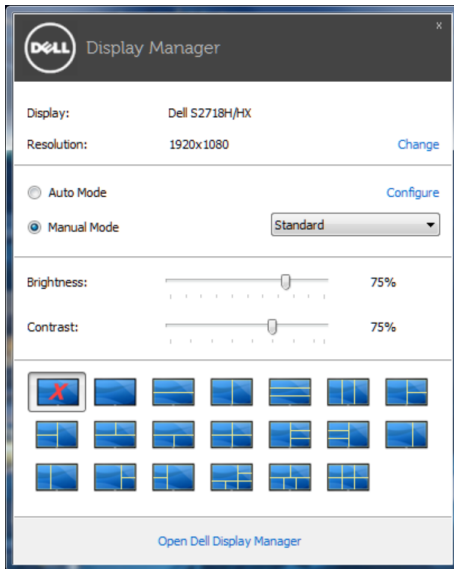 DELL Display Manager x
Display: Dell S2718H/HX
Resolution: 1920x1080 Change
Auto Mode Configure
Manual Mode Standard
Brightness: 75%
Contrast: 75%
Open Dell Display Manager